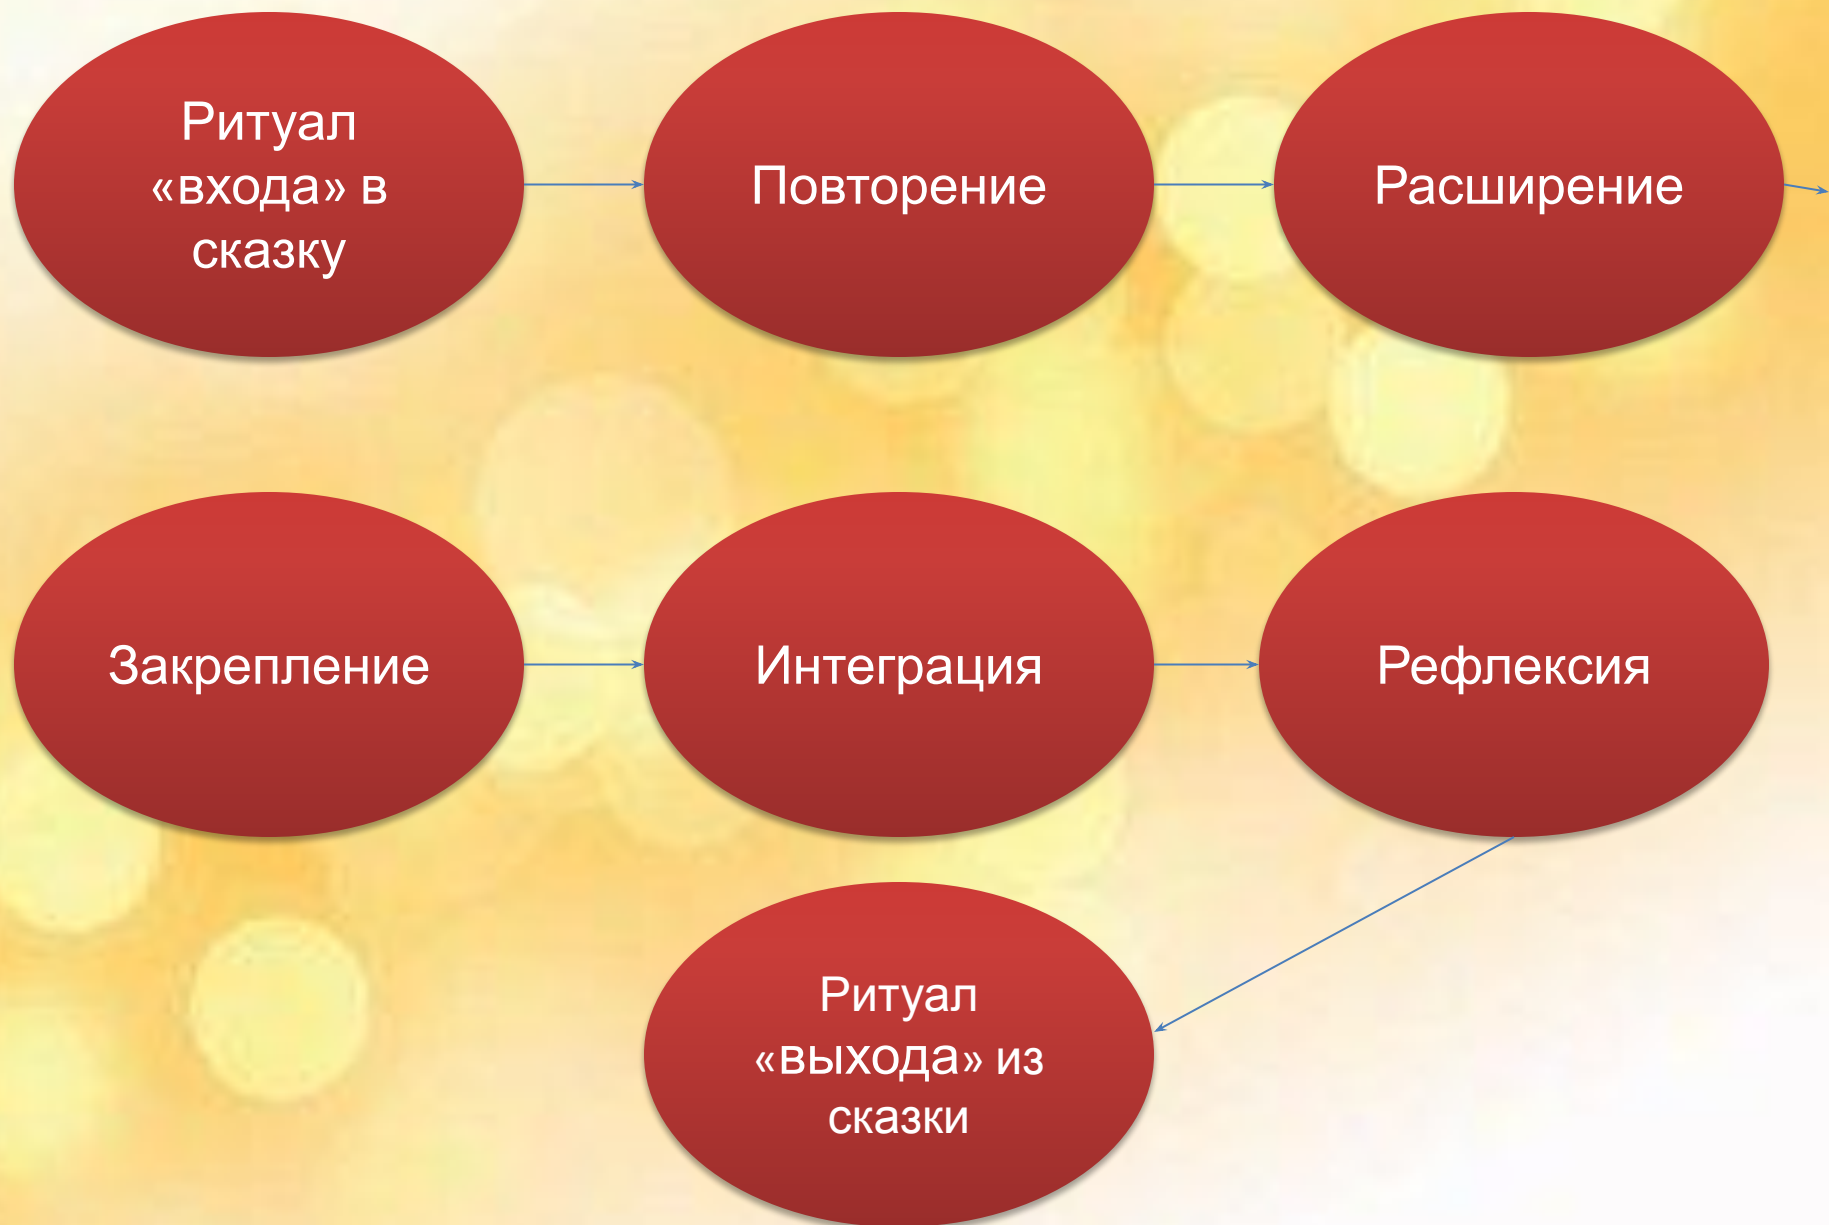 Ритуал
«входа» в
сказку
Повторение
Расширение
Закрепление
Интеграция
Рефлексия
Ритуал
«выхода» из
сказки